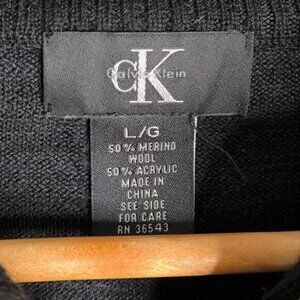 cK
Calvin Klein
L/G
50% MERINO
WOOL
50% ACRYLIC
MADE IN
CHINA
SEE SIDE
FOR CARE
RN 36543